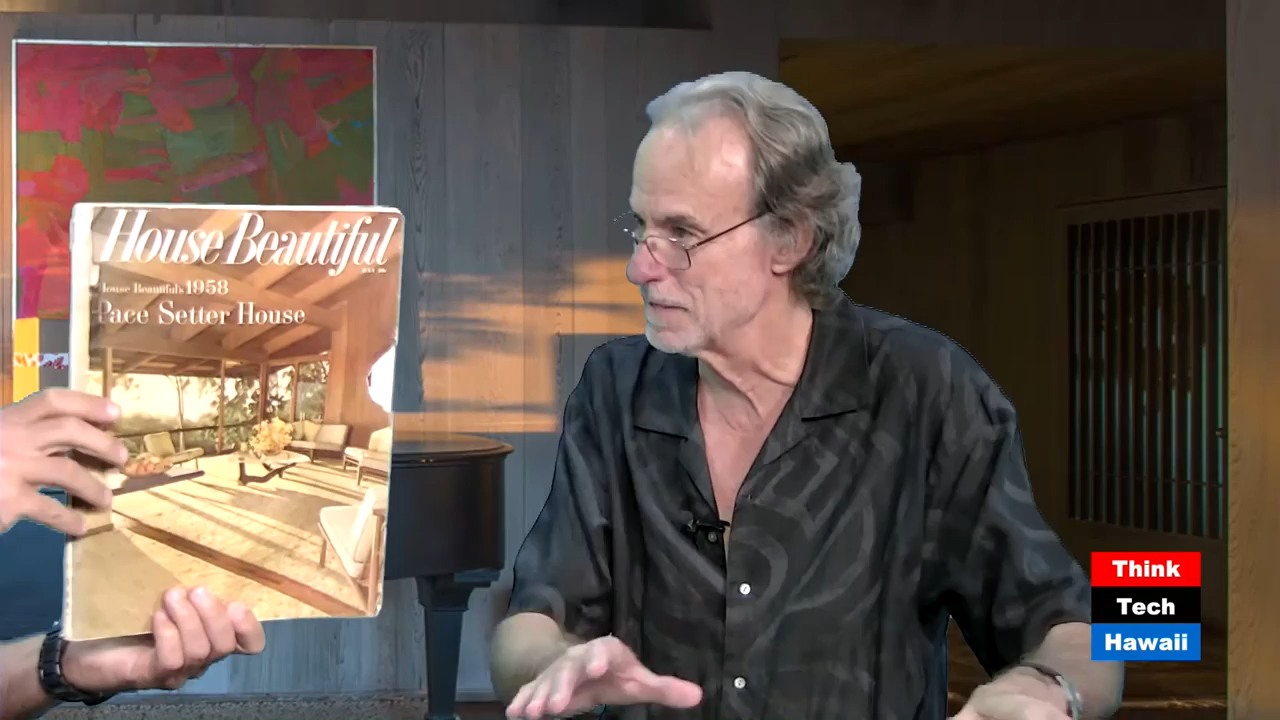 House Beautiful
House Beautiful's 1958
Pace Setter House
Think
Tech
Hawaii